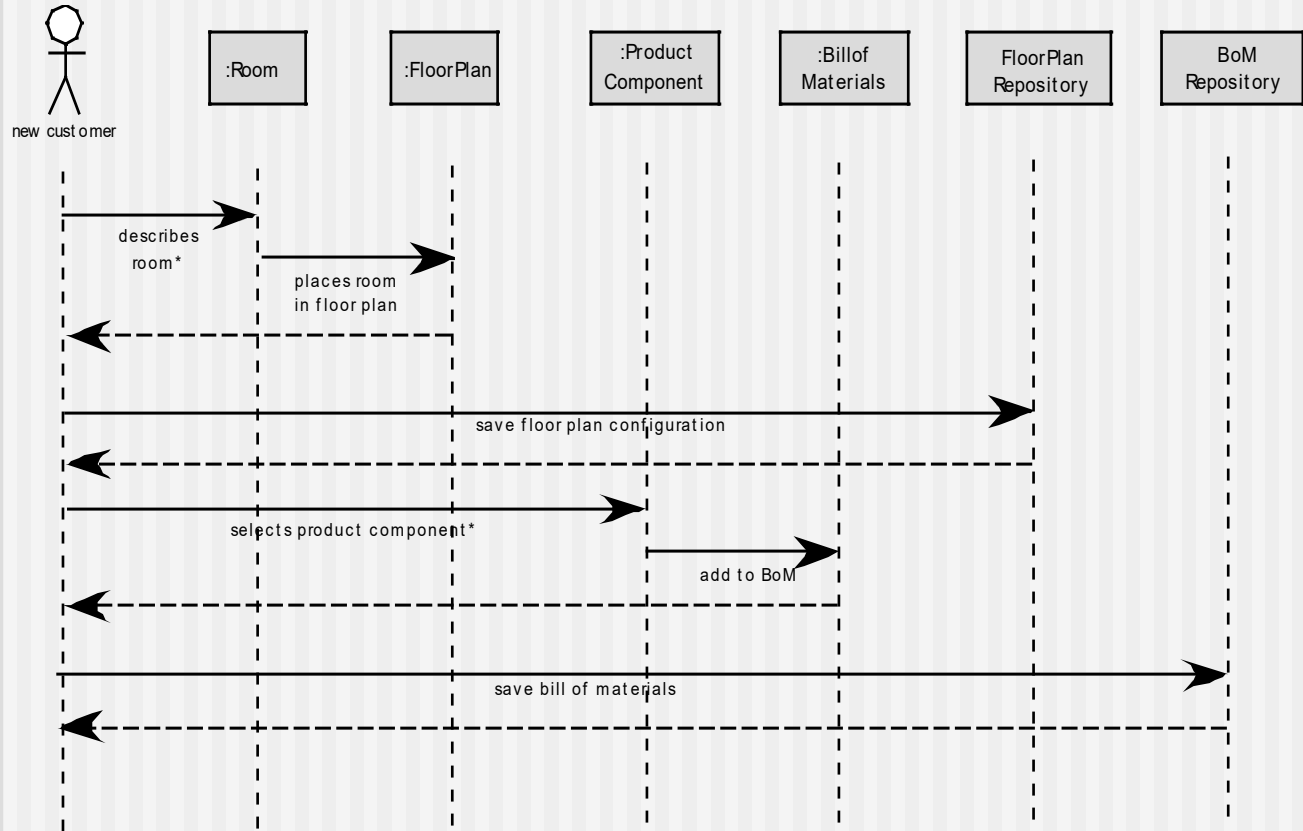 :Room
:FloorPlan
:Product
Component
:Billof
Materials
FloorPlan
Repository
BoM
Repository
new customer
describes
room*
places room
in floor plan
save floor plan configuration
selects product component*
add to BoM
save bill of materials